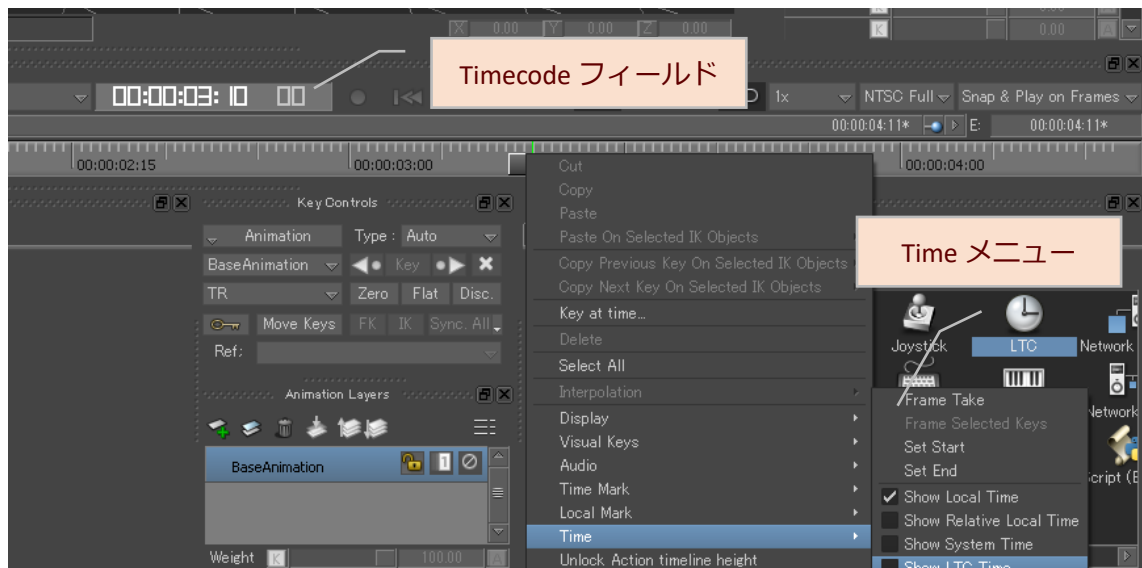 X 0.00 Y 0.00 Z 0.00
K 0.00 A
Timecode フィールド
00:00:03:10 00
1x NTSC Full Snap & Play on Frames
00:00:04:11* E: 00:00:04:11*
00:00:02:15 00:00:03:00 00:00:04:00
Key Controls
Animation Type : Auto
BaseAnimation Key
TR Zero Flat Disc.
Move Keys FK IK Sync. All
Ref:
Animation Layers
BaseAnimation 1
Weight K 100.00 A
Cut
Copy
Paste
Paste On Selected IK Objects
Copy Previous Key On Selected IK Objects
Copy Next Key On Selected IK Objects
Key at time...
Delete
Select All
Interpolation
Display
Visual Keys
Audio
Time Mark
Local Mark
Time
Unlock Action timeline height
Time メニュー
Joystick LTC Network
Network
Frame Take
Frame Selected Keys
Set Start
Set End
Show Local Time
Show Relative Local Time
Show System Time
Show LTC Time